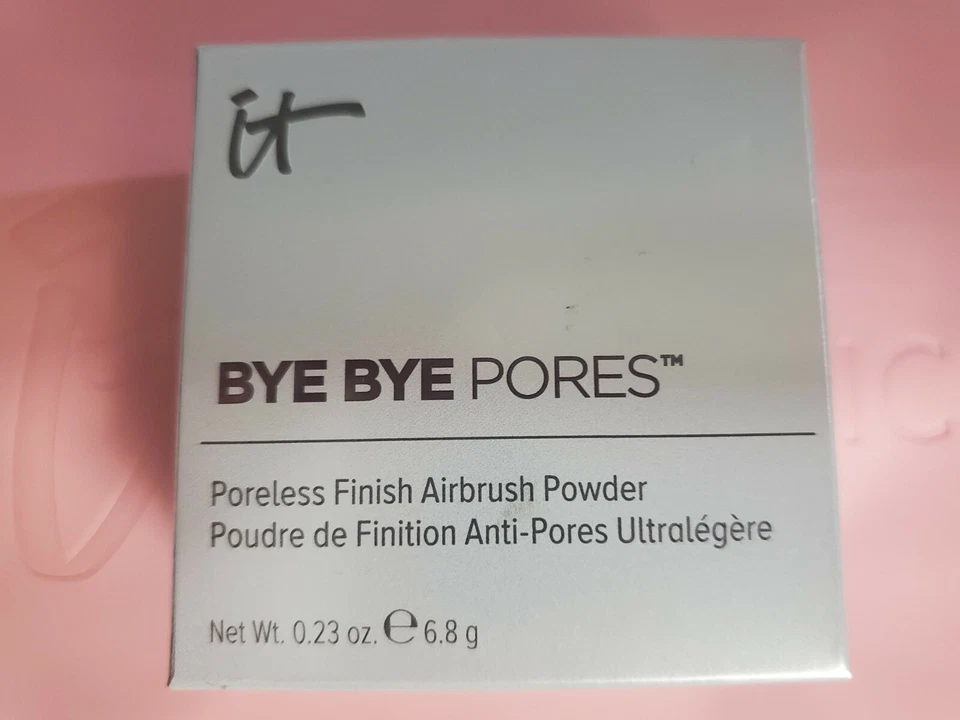 it
BYE BYE PORES™
Poreless Finish Airbrush Powder
Poudre de Finition Anti-Pores Ultralégère
Net Wt. 0.23 oz. ℮ 6.8 g